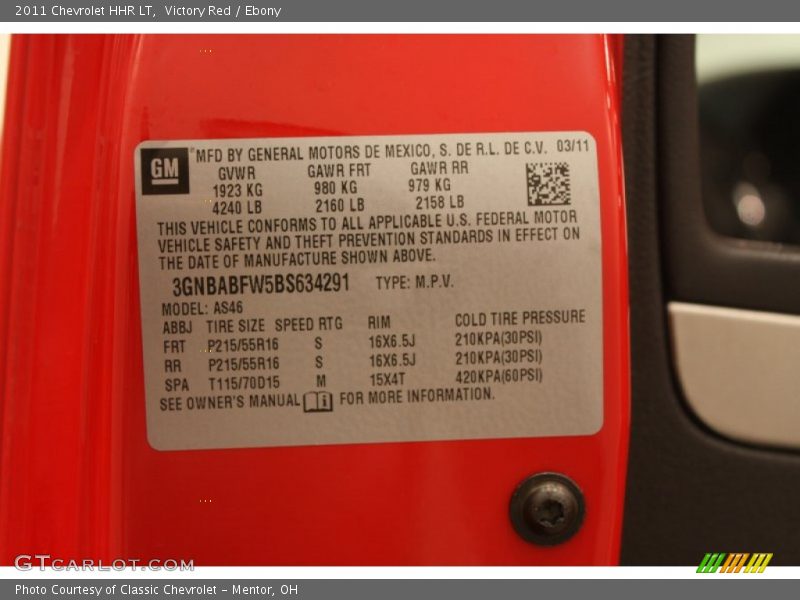 2011 Chevrolet HHR LT, Victory Red / Ebony
GM
MFD BY GENERAL MOTORS DE MEXICO, S. DE R.L. DE C.V. 03/11
GVWR GAWR FRT GAWR RR
1923 KG 980 KG 979 KG
4240 LB 2160 LB 2158 LB
THIS VEHICLE CONFORMS TO ALL APPLICABLE U.S. FEDERAL MOTOR
VEHICLE SAFETY AND THEFT PREVENTION STANDARDS IN EFFECT ON
THE DATE OF MANUFACTURE SHOWN ABOVE.
3GNBABFW5BS634291 TYPE: M.P.V.
MODEL: AS46
ABBJ TIRE SIZE SPEED RTG RIM COLD TIRE PRESSURE
FRT P215/55R16 S 16X6.5J 210KPA(30PSI)
RR P215/55R16 S 16X6.5J 210KPA(30PSI)
SPA T115/70D15 M 15X4T 420KPA(60PSI)
SEE OWNER'S MANUAL FOR MORE INFORMATION.
GTcarlot.com
Photo Courtesy of Classic Chevrolet - Mentor, OH